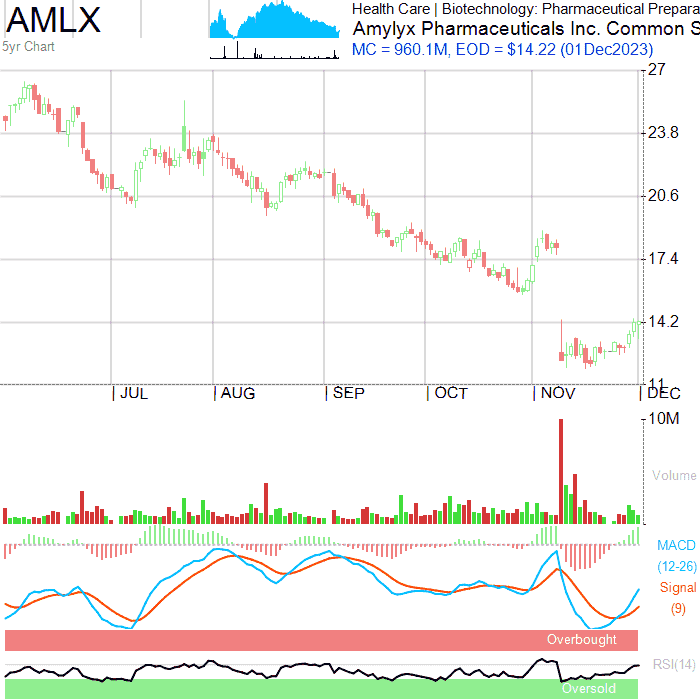 AMLX
5yr Chart
Health Care | Biotechnology: Pharmaceutical Prepara
Amylyx Pharmaceuticals Inc. Common S
MC = 960.1M, EOD = $14.22 (01Dec2023)
27
23.8
20.6
17.4
14.2
11
JUL AUG SEP OCT NOV DEC
10M
Volume
MACD
(12-26)
Signal
(9)
Overbought
RSI(14)
Oversold